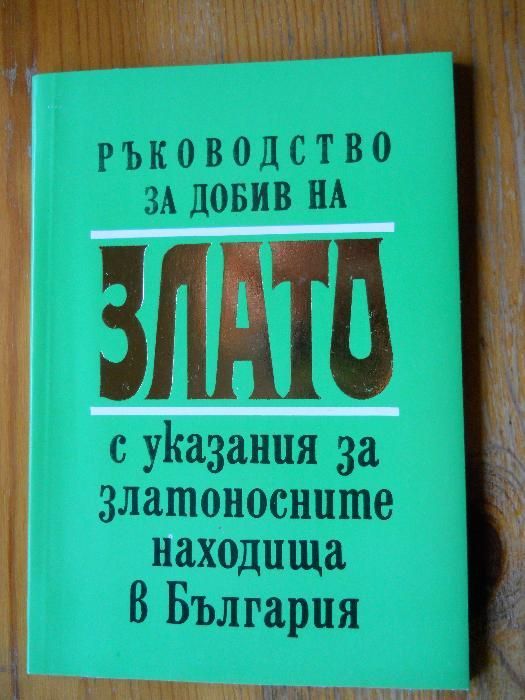 РЪКОВОДСТВО
ЗА ДОБИВ НА
ЗЛАТО
с указания за
златоносните
находища
в България